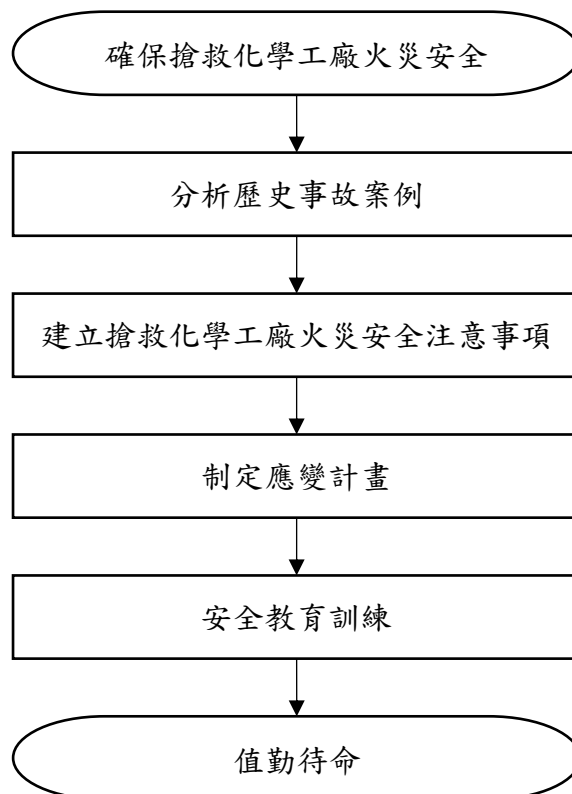 確保搶救化學工廠火災安全
分析歷史事故案例
建立搶救化學工廠火災安全注意事項
制定應變計畫
安全教育訓練
值勤待命